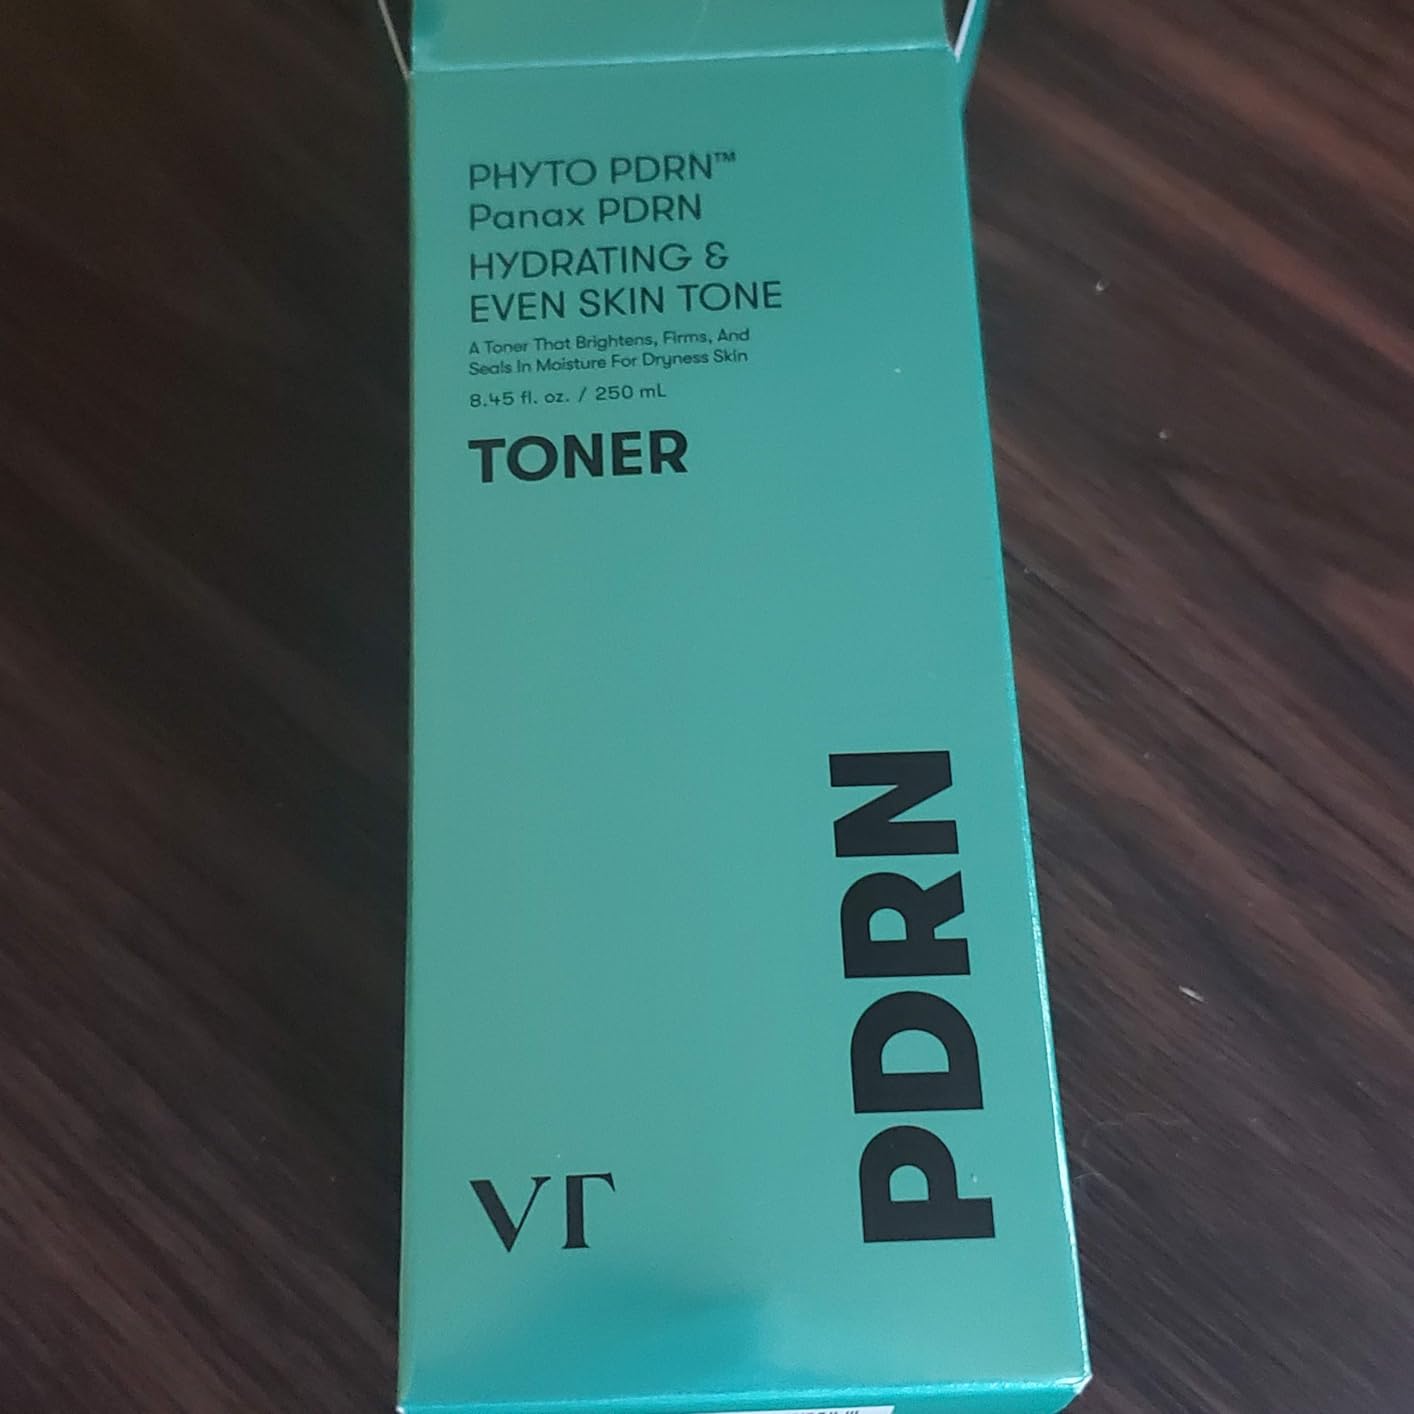 PHYTO PDRN™
Panax PDRN
HYDRATING &
EVEN SKIN TONE
A Toner That Brightens, Firms, And
Seals In Moisture For Dryness Skin
8.45 fl. oz. / 250 mL
TONER
PDRN
VT